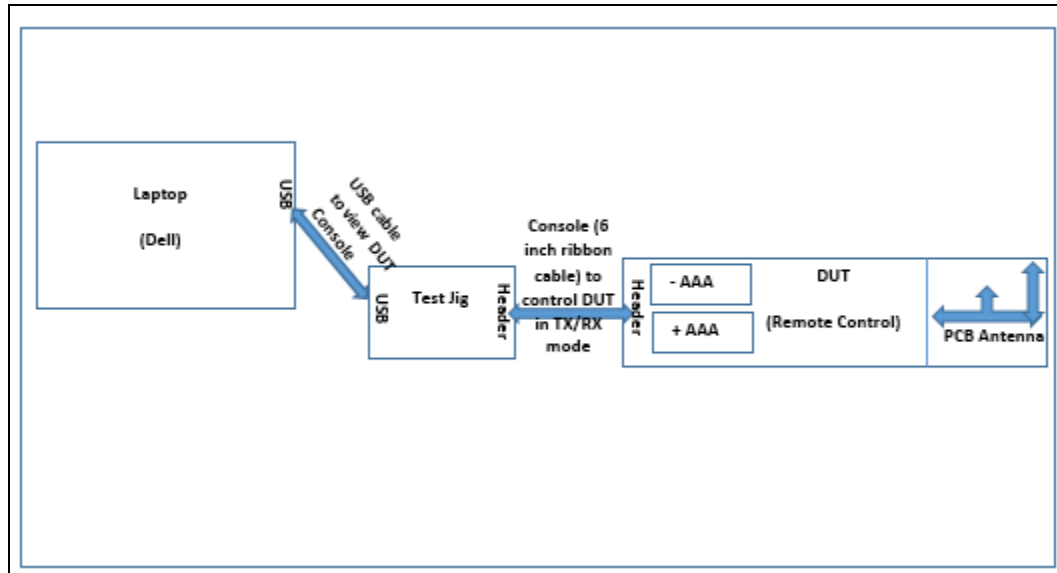 Laptop
(Dell)
USB
USB cable
to view DUT
Console
USB
Test Jig
Header
Console (6
inch ribbon
cable) to
control DUT
in TX/RX
mode
Header
- AAA
+ AAA
DUT
(Remote Control)
PCB Antenna